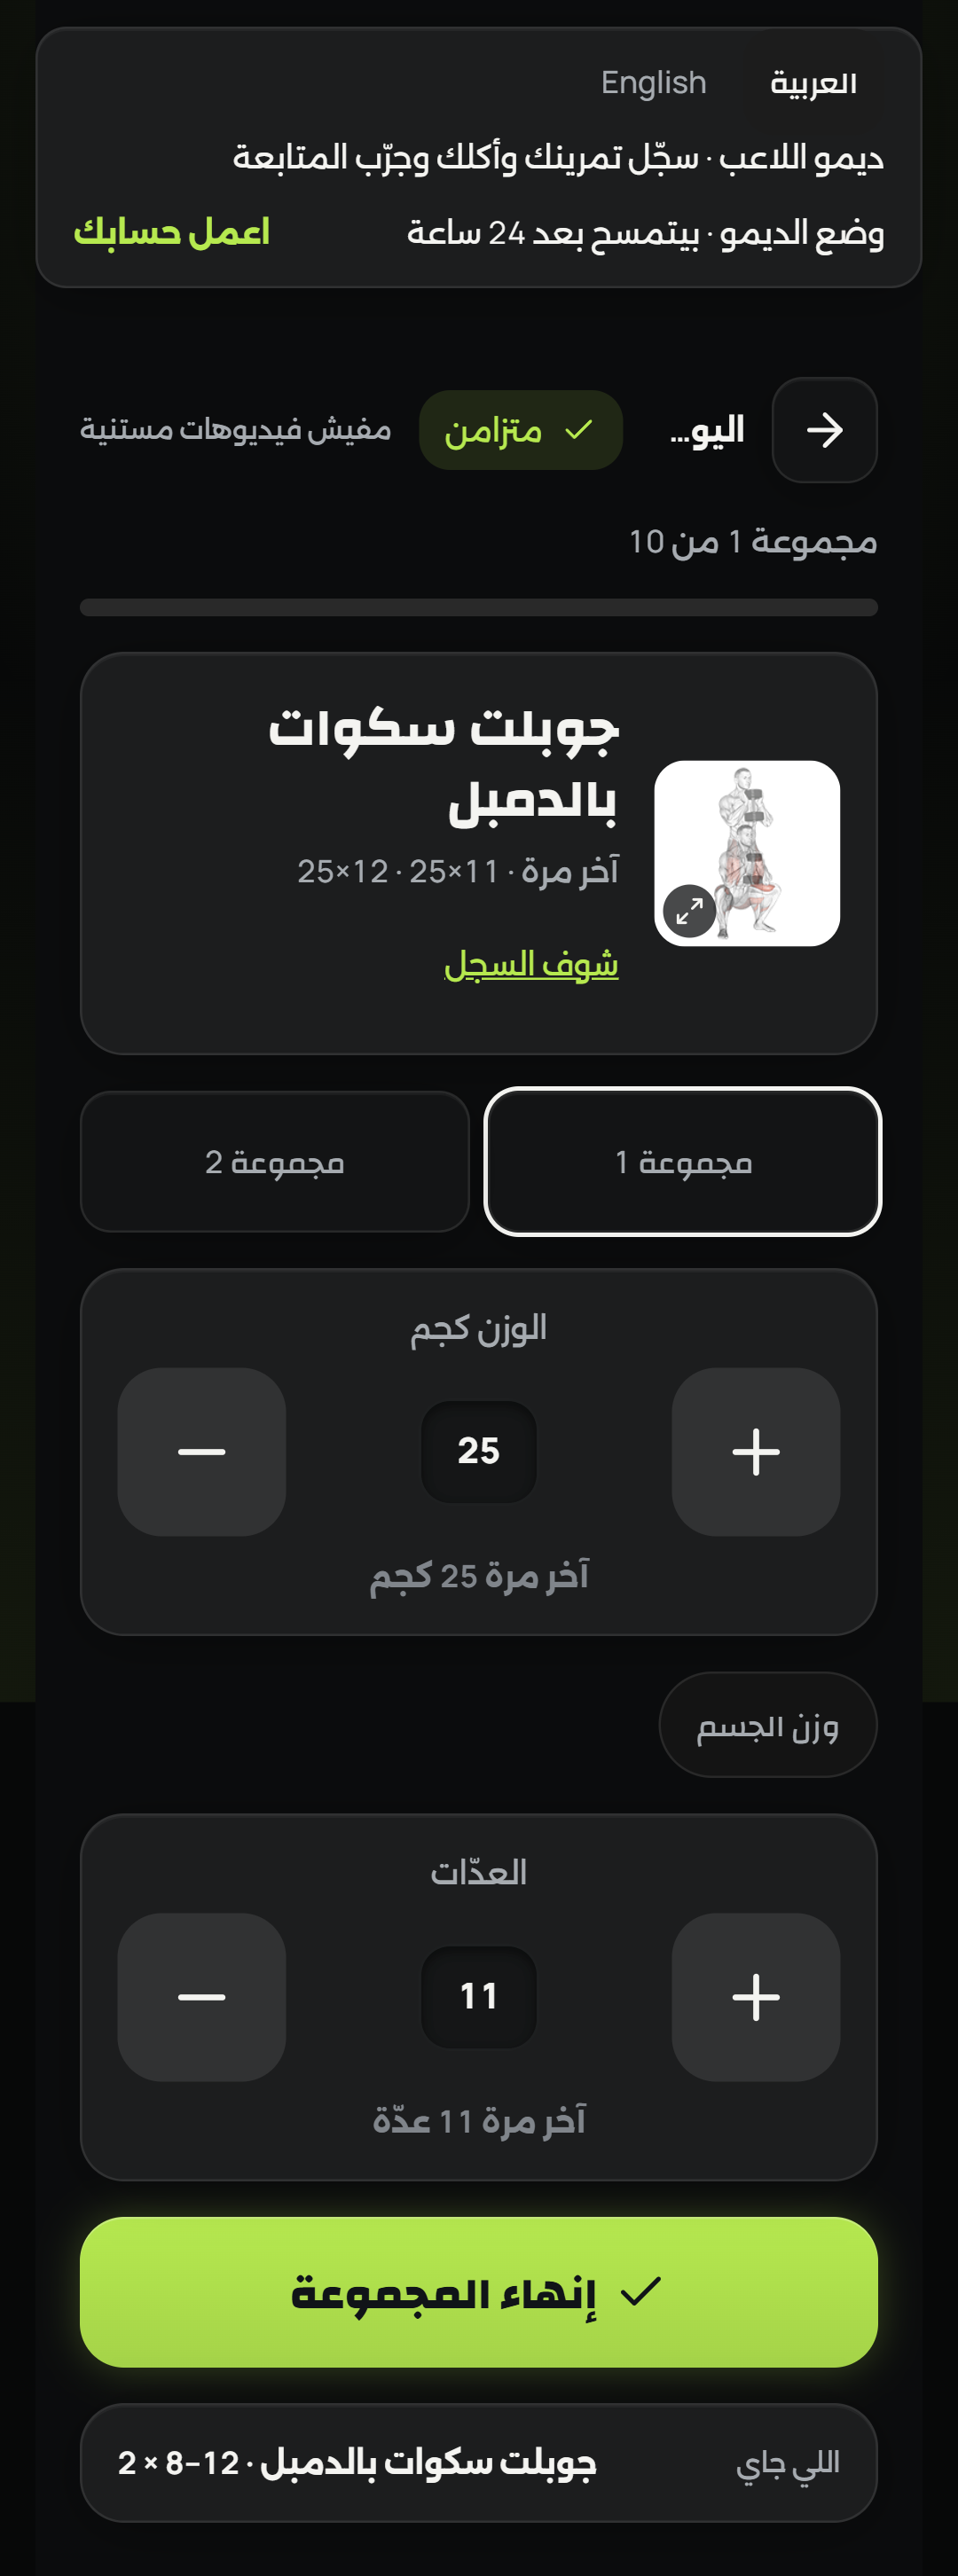 العربية English
ديمو اللاعب · سجّل تمرينك وأكلك وجرّب المتابعة
وضع الديمو · بيتمسح بعد 24 ساعة اعمل حسابك
اليو... متزامن مفيش فيديوهات مستنية
مجموعة 1 من 10
جوبلت سكوات
بالدمبل
آخر مرة · 11×25 · 12×25
شوف السجل
مجموعة 1 مجموعة 2
الوزن كجم
25
آخر مرة 25 كجم
وزن الجسم
العدّات
11
آخر مرة 11 عدّة
إنهاء المجموعة
اللي جاي جوبلت سكوات بالدمبل · 2 × 8–12